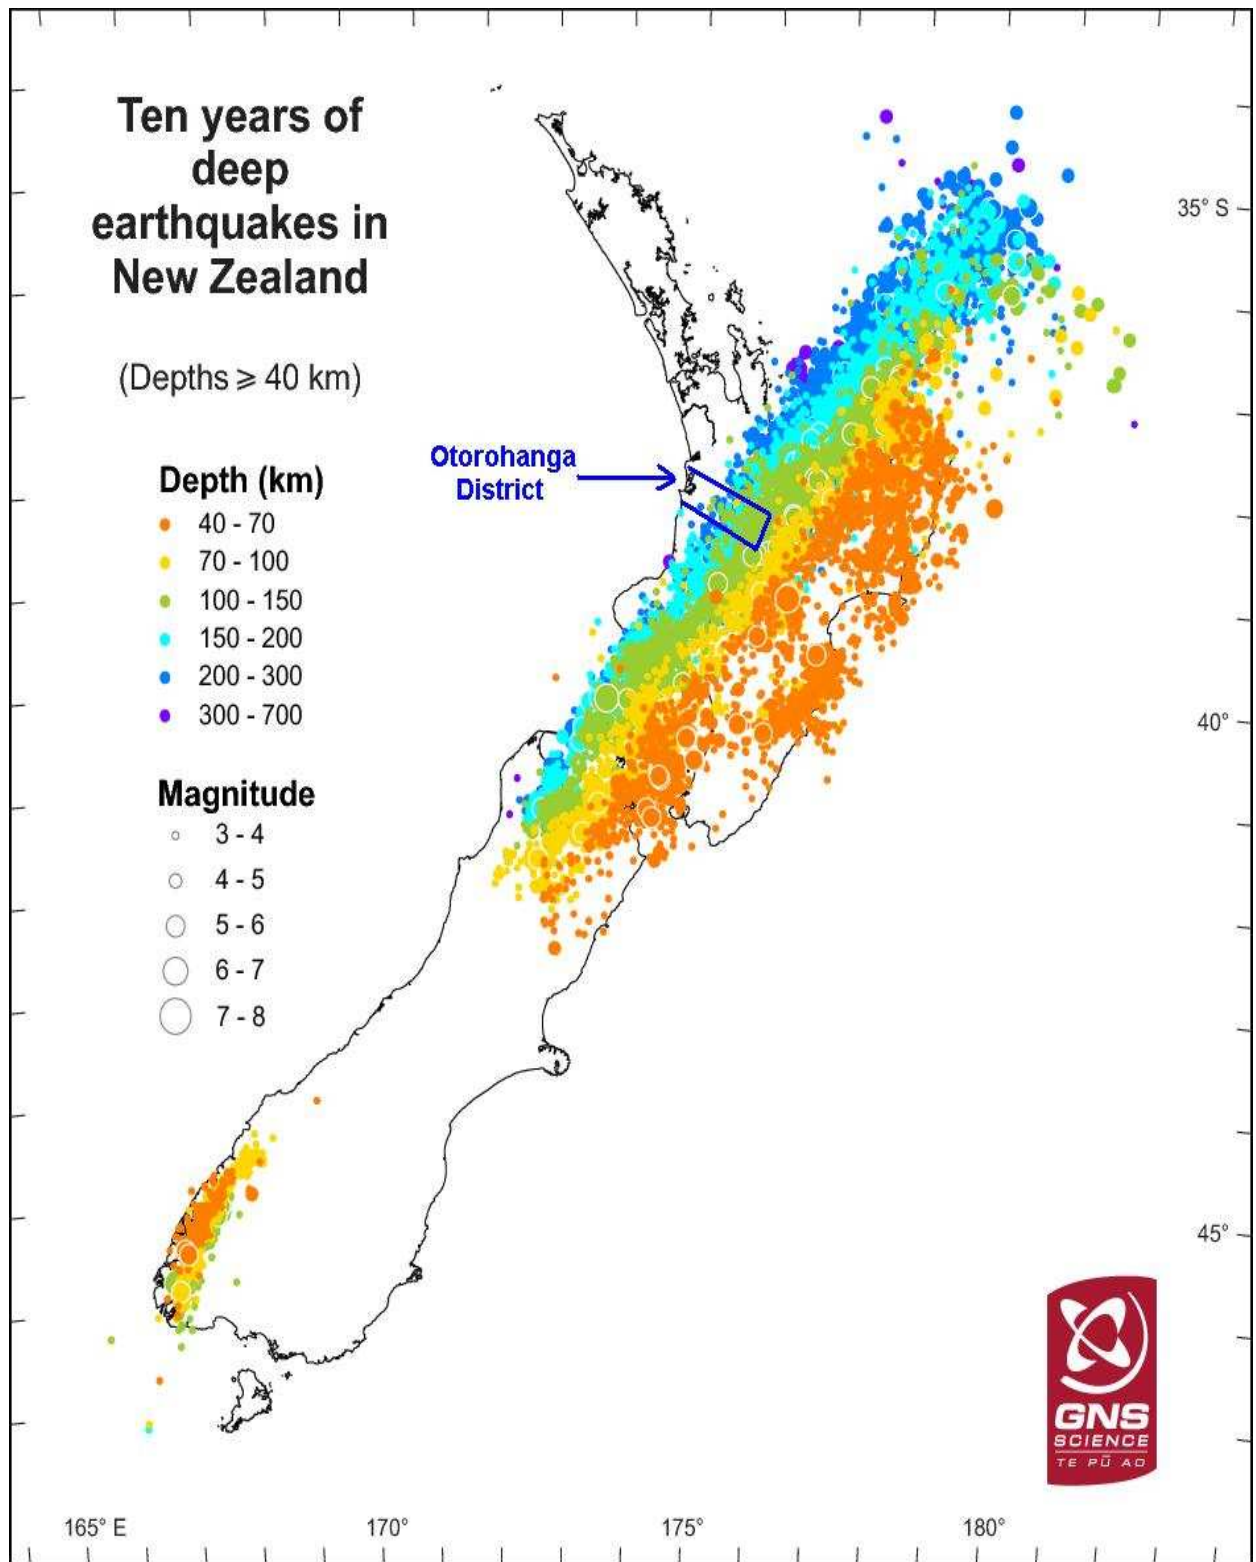 Ten years of
deep
earthquakes in
New Zealand
(Depths ⩾ 40 km)
Otorohanga
District
Depth (km)
40 - 70
70 - 100
100 - 150
150 - 200
200 - 300
300 - 700
Magnitude
3 - 4
4 - 5
5 - 6
6 - 7
7 - 8
35° S
40°
45°
GNS
SCIENCE
TE PŪ AO
165° E
170°
175°
180°